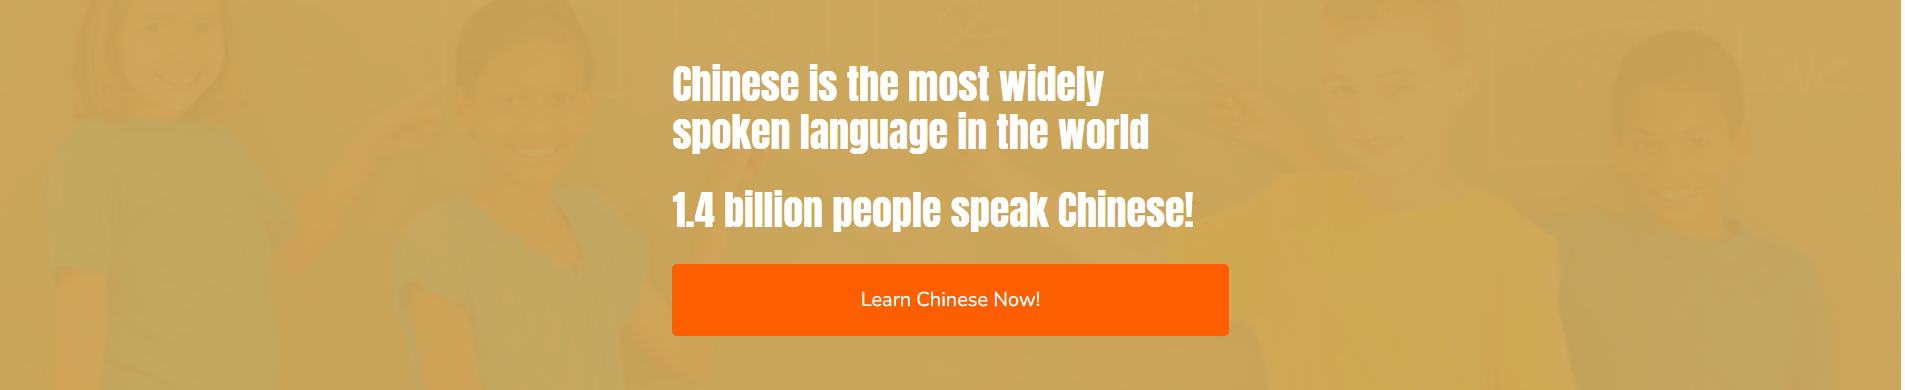 Chinese is the most widely
spoken language in the world
1.4 billion people speak Chinese!
Learn Chinese Now!